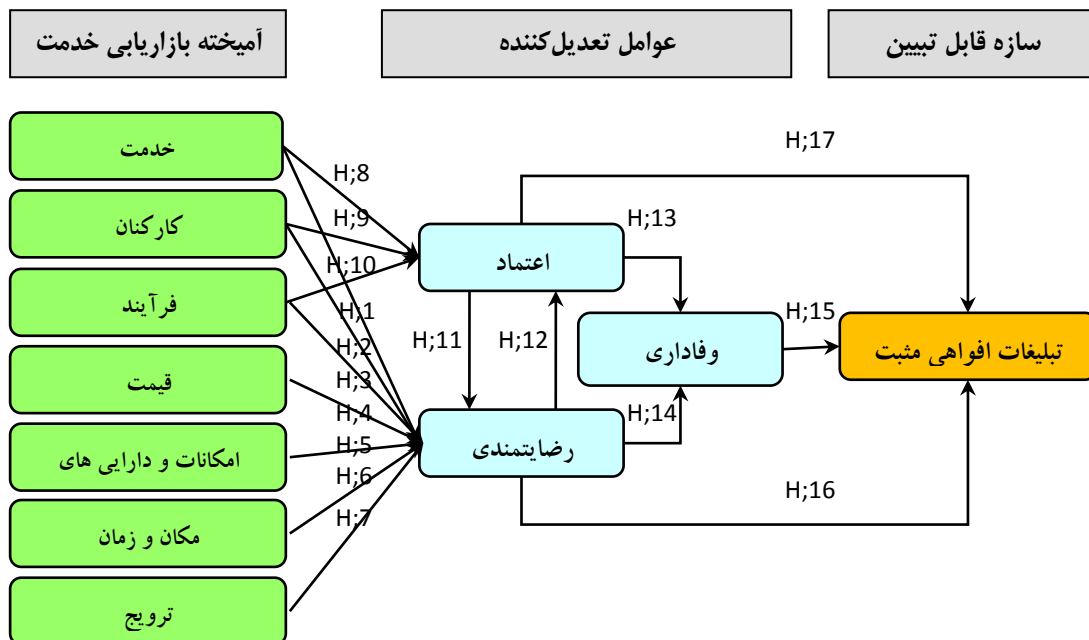 آمیخته بازاریابی خدمت
عوامل تعدیل‌کننده
سازه قابل تبیین
خدمت
کارکنان
فرآیند
قیمت
امکانات و دارایی های
مکان و زمان
ترویج
H;8
H;9
H;10
H;1
H;2
H;3
H;4
H;5
H;6
H;7
اعتماد
H;11
H;12
رضایتمندی
H;13
وفاداری
H;14
H;17
H;15
تبلیغات افواهی مثبت
H;16